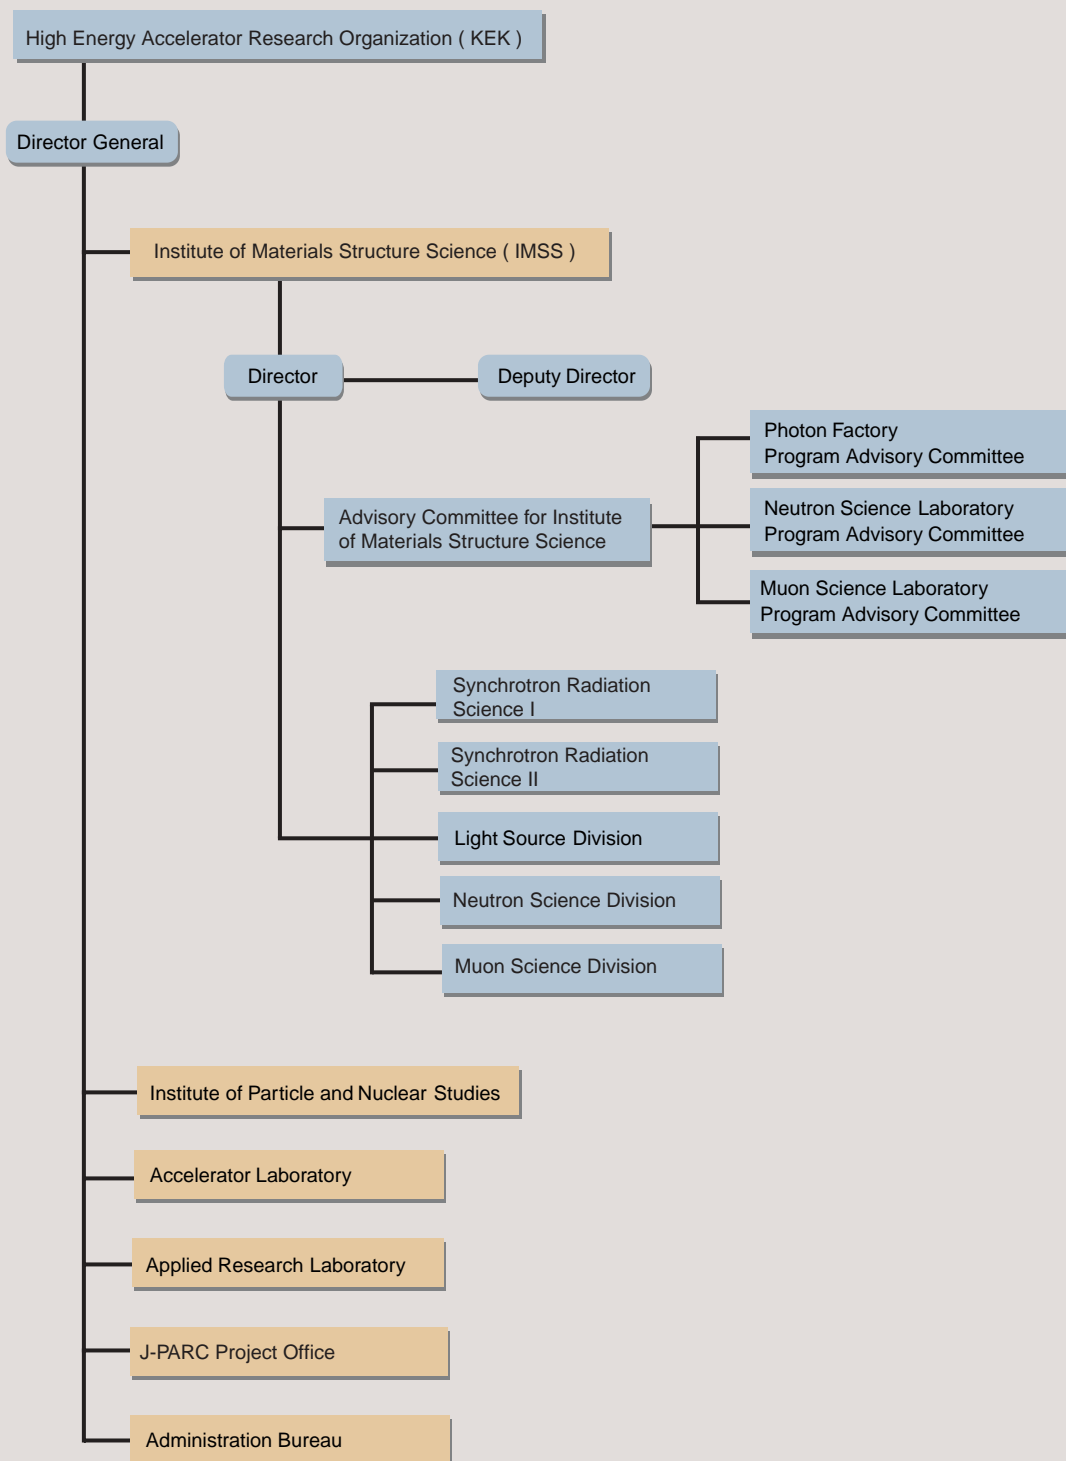 High Energy Accelerator Research Organization ( KEK )
Director General
Institute of Materials Structure Science ( IMSS )
Director
Deputy Director
Photon Factory
Program Advisory Committee
Advisory Committee for Institute
of Materials Structure Science
Neutron Science Laboratory
Program Advisory Committee
Muon Science Laboratory
Program Advisory Committee
Synchrotron Radiation
Science I
Synchrotron Radiation
Science II
Light Source Division
Neutron Science Division
Muon Science Division
Institute of Particle and Nuclear Studies
Accelerator Laboratory
Applied Research Laboratory
J-PARC Project Office
Administration Bureau